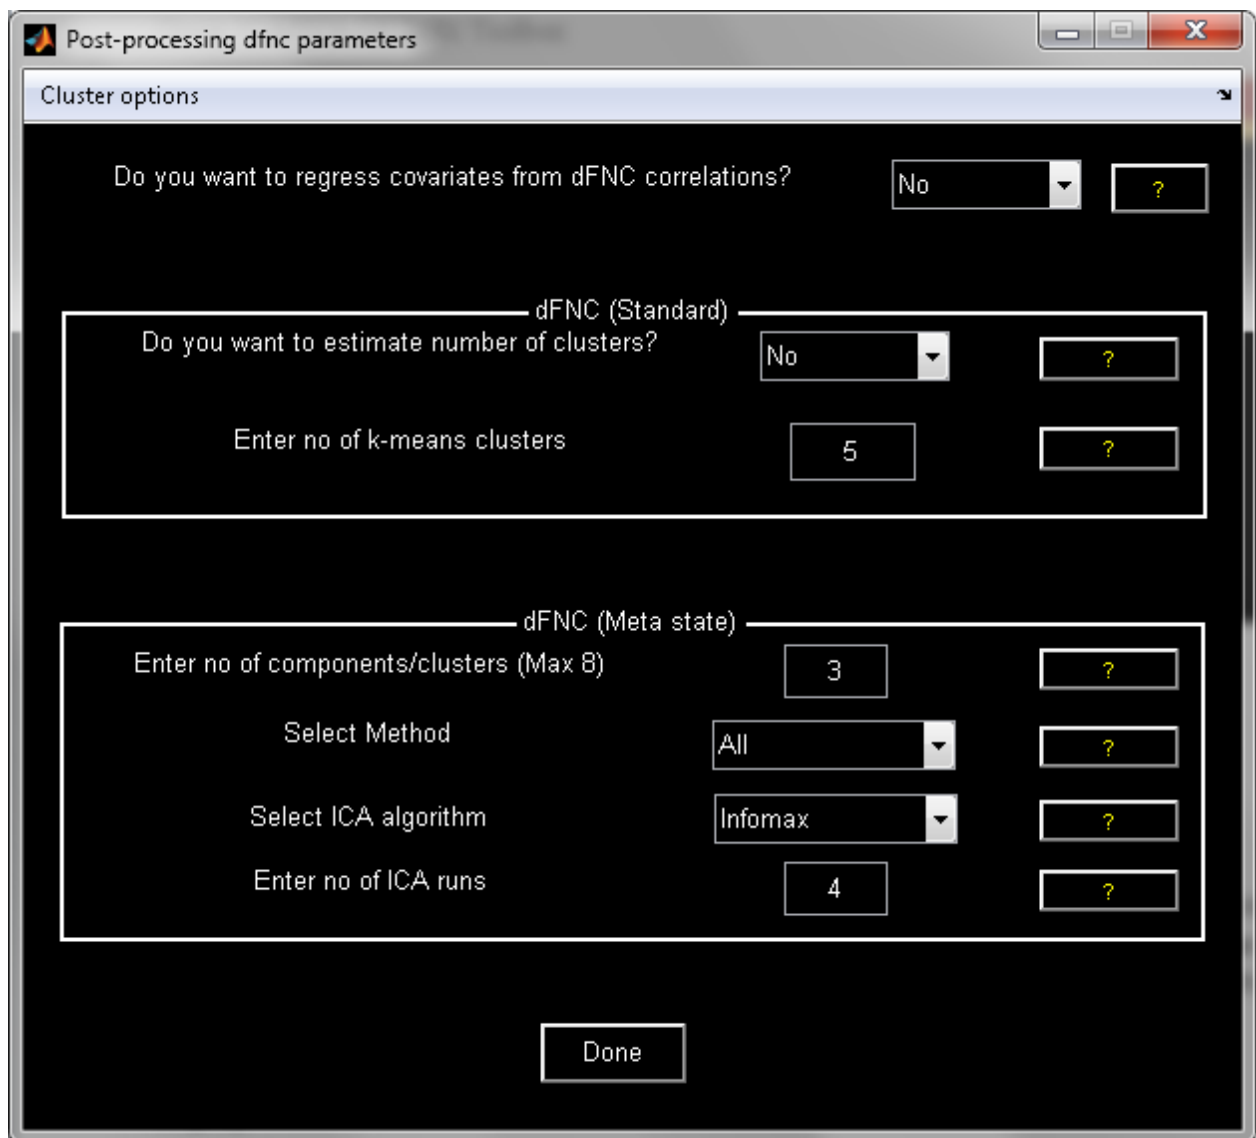 Post-processing dfnc parameters
Cluster options
Do you want to regress covariates from dFNC correlations? No ?
dFNC (Standard)
Do you want to estimate number of clusters? No ?
Enter no of k-means clusters 5 ?
dFNC (Meta state)
Enter no of components/clusters (Max 8) 3 ?
Select Method All ?
Select ICA algorithm Infomax ?
Enter no of ICA runs 4 ?
Done